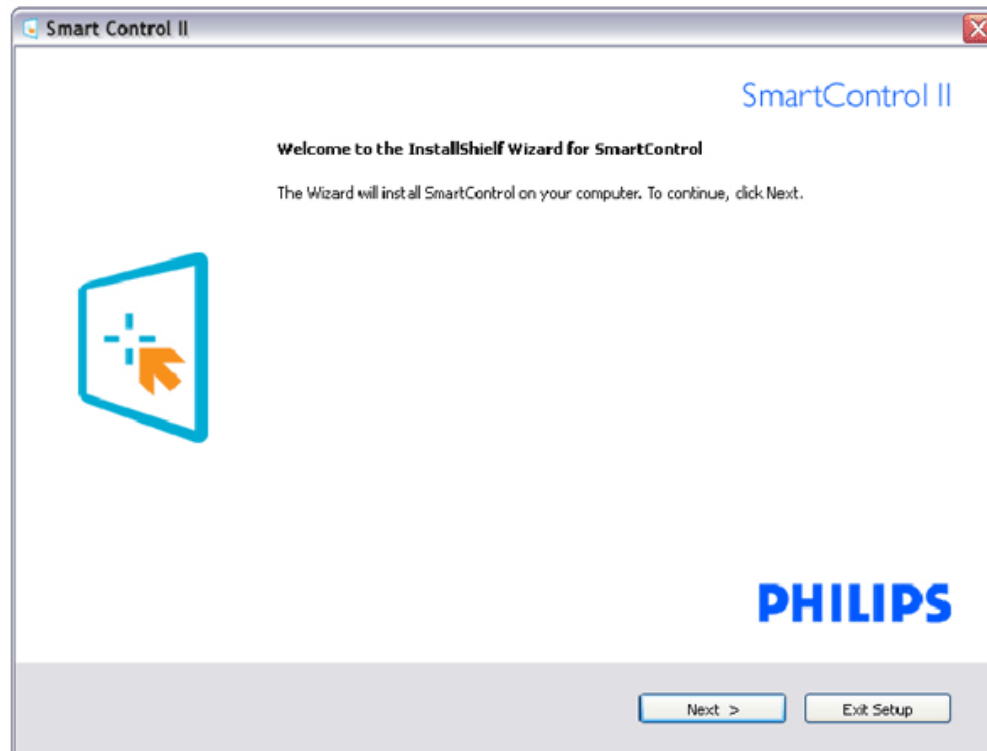 Smart Control II
SmartControl II
Welcome to the InstallShielf Wizard for SmartControl
The Wizard will install SmartControl on your computer. To continue, click Next.
PHILIPS
Next >
Exit Setup